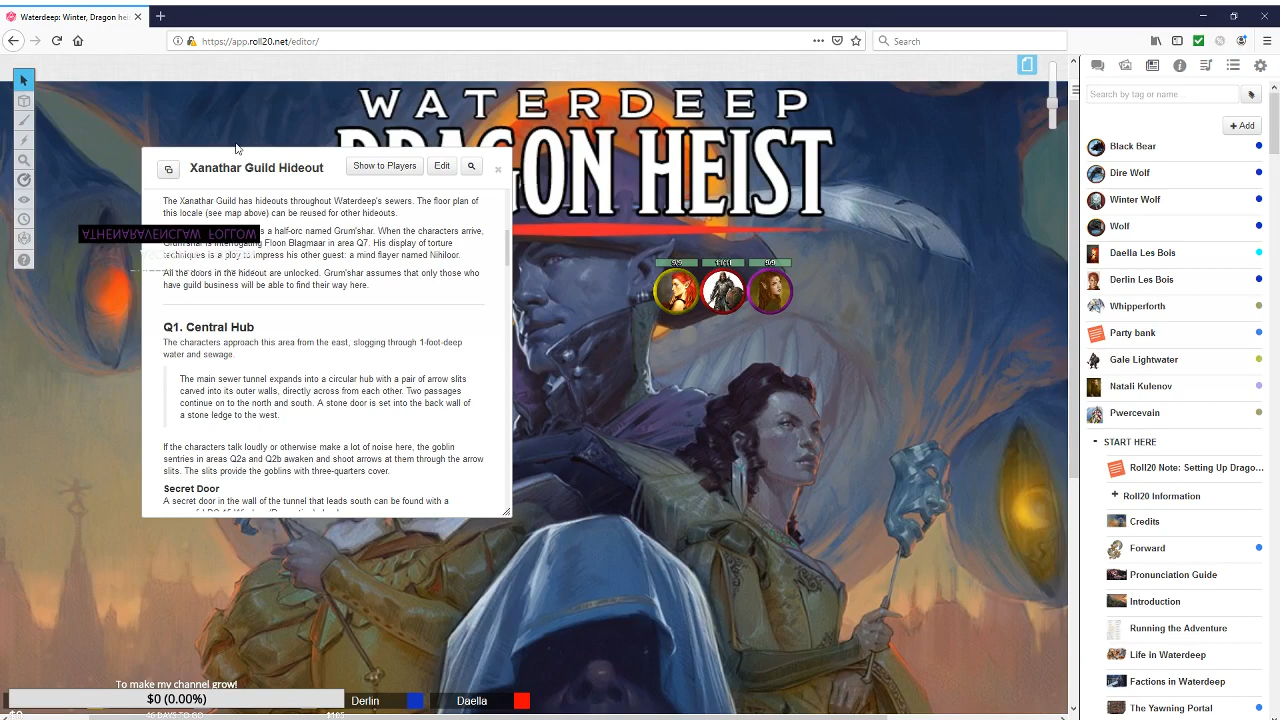 Waterdeep: Winter, Dragon hei
https://app.roll20.net/editor/
Search
WATERDEEP
DRAGON HEIST
Xanathar Guild Hideout
Show to Players
Edit
The Xanathar Guild has hideouts throughout Waterdeep's sewers. The floor plan of
this locale (see map above) can be reused for other hideouts.
s a half-orc named Grum'shar. When the characters arrive,
Grum'shar is interrogating Floon Blagmaar in area Q7. His display of torture
techniques is a ploy to impress his other guest: a mind flayer named Nihiloor.
All the doors in the hideout are unlocked. Grum'shar assumes that only those who
have guild business will be able to find their way here.
Q1. Central Hub
The characters approach this area from the east, slogging through 1-foot-deep
water and sewage.
The main sewer tunnel expands into a circular hub with a pair of arrow slits
carved into its outer walls, directly across from each other. Two passages
continue on to the north and south. A stone door is set into the back wall of
a stone ledge to the west.
If the characters talk loudly or otherwise make a lot of noise here, the goblin
sentries in areas Q2a and Q2b awaken and shoot arrows at them through the arrow
slits. The slits provide the goblins with three-quarters cover.
Secret Door
A secret door in the wall of the tunnel that leads south can be found with a
ATHENARAVENCLAW FOLLOW
9/9
11/11
9/9
To make my channel grow!
$0 (0.00%)
$0
46 DAYS TO GO
$105
Derlin
Daella
Search by tag or name...
+ Add
Black Bear
Dire Wolf
Winter Wolf
Wolf
Daella Les Bois
Derlin Les Bois
Whipperforth
Party bank
Gale Lightwater
Natali Kulenov
Pwercevain
START HERE
Roll20 Note: Setting Up Drago...
Roll20 Information
Credits
Forward
Pronunciation Guide
Introduction
Running the Adventure
Life in Waterdeep
Factions in Waterdeep
The Yawning Portal